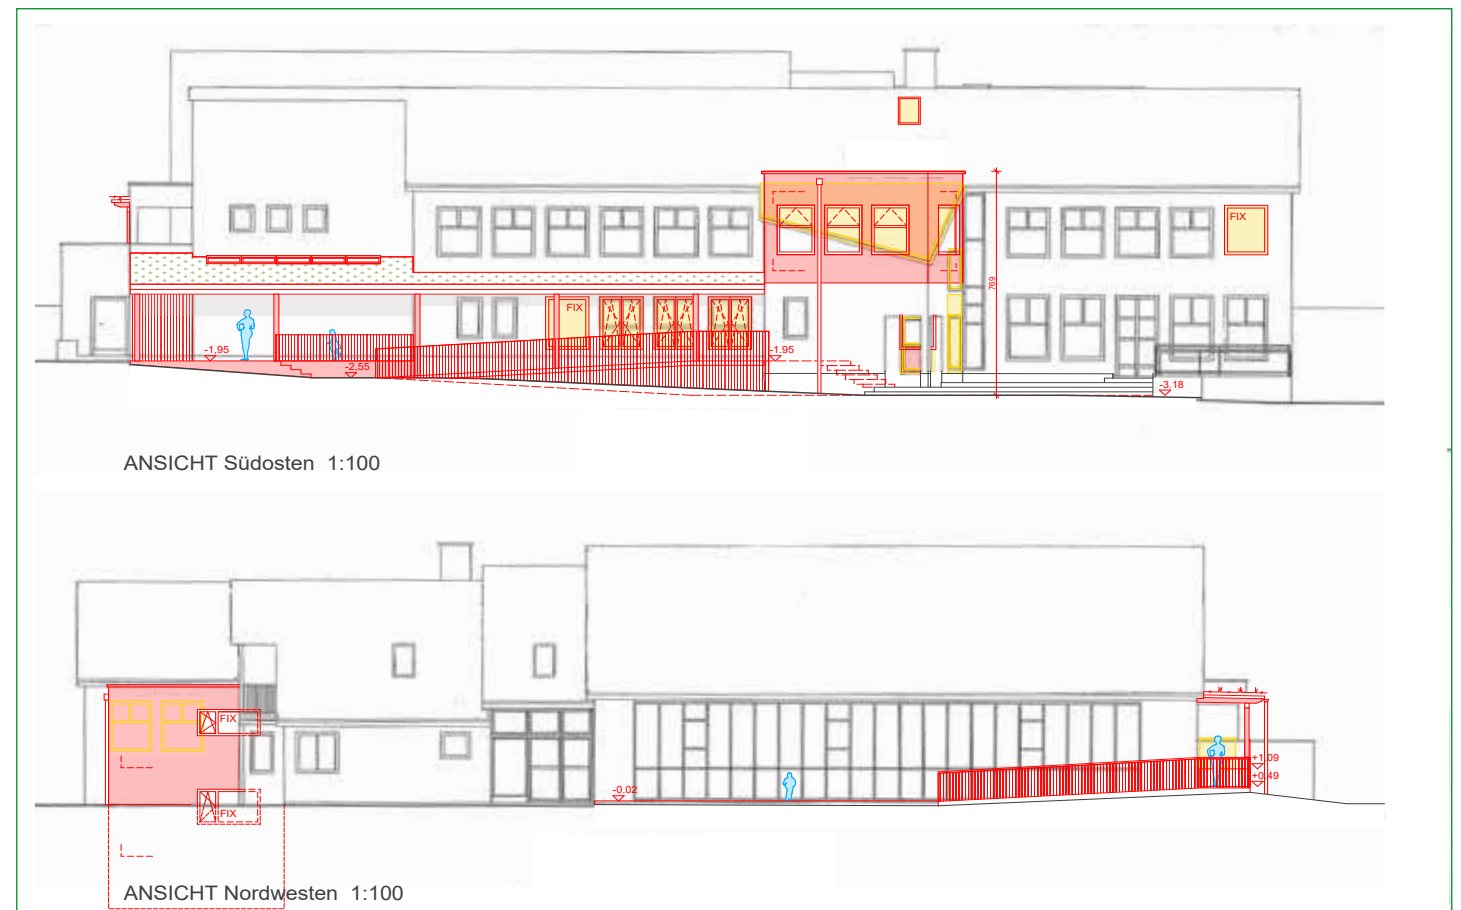 FIX
769
FIX
-1,95
-2,55
-1,95
-3.18
ANSICHT Südosten 1:100
FIX
+1,09
+0,49
-0.02
FIX
ANSICHT Nordwesten 1:100